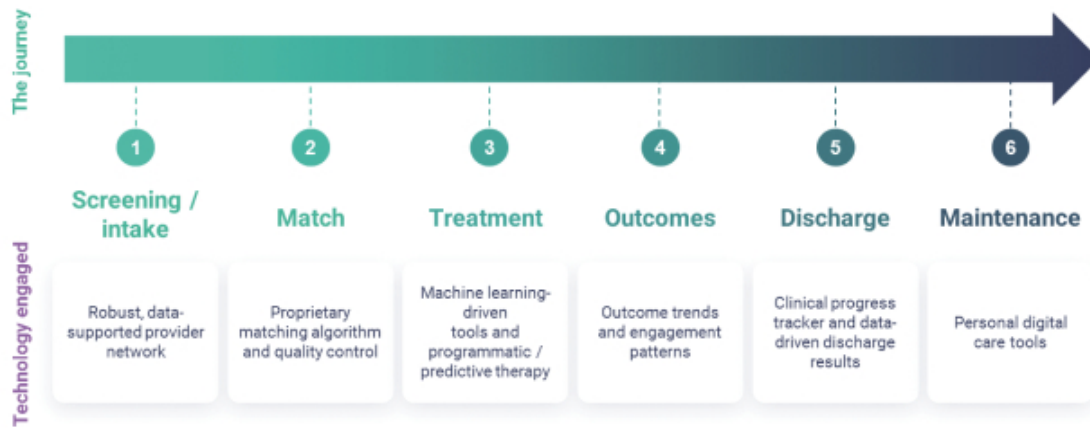 The journey
1
2
3
4
5
6
Screening /
intake
Match
Treatment
Outcomes
Discharge
Maintenance
Technology engaged
Robust, data-
supported provider
network
Proprietary
matching algorithm
and quality control
Machine learning-
driven
tools and
programmatic /
predictive therapy
Outcome trends
and engagement
patterns
Clinical progress
tracker and data-
driven discharge
results
Personal digital
care tools